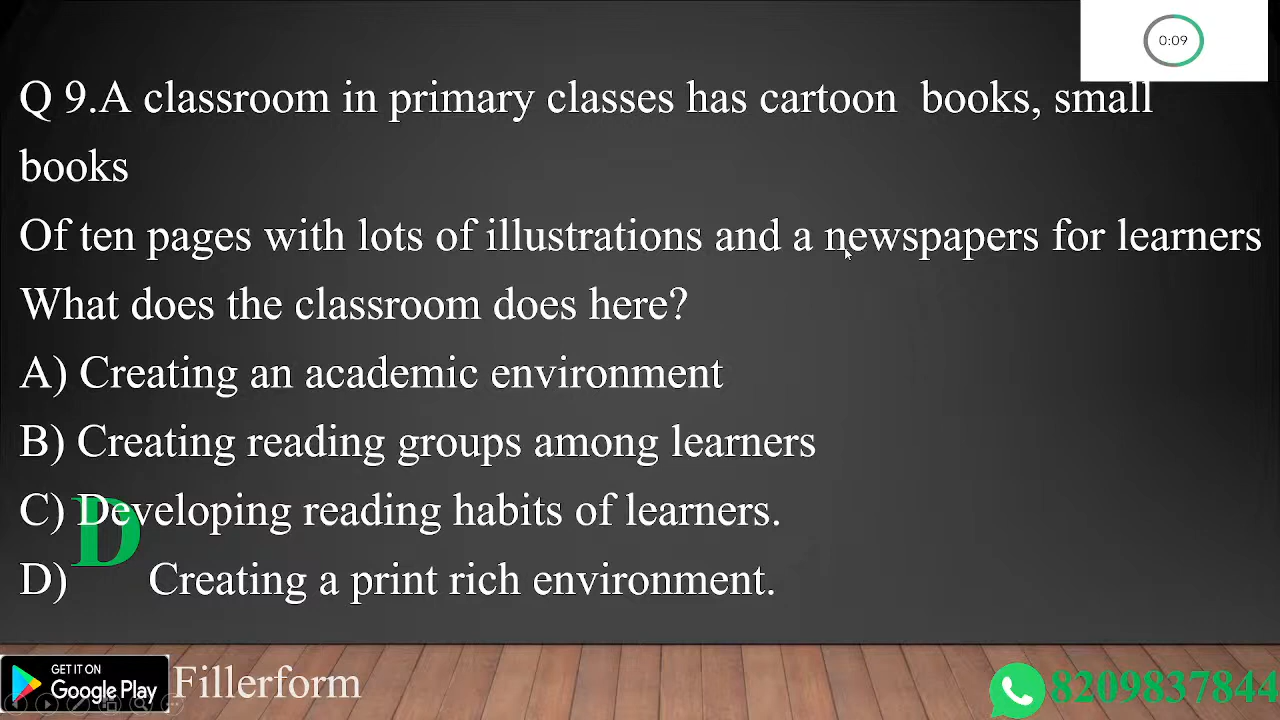 0:09
Q 9.A classroom in primary classes has cartoon books, small
books
Of ten pages with lots of illustrations and a newspapers for learners
What does the classroom does here?
A) Creating an academic environment
B) Creating reading groups among learners
C) Developing reading habits of learners.
D
D) Creating a print rich environment.
GET IT ON
Google Play
Fillerform
8209837844